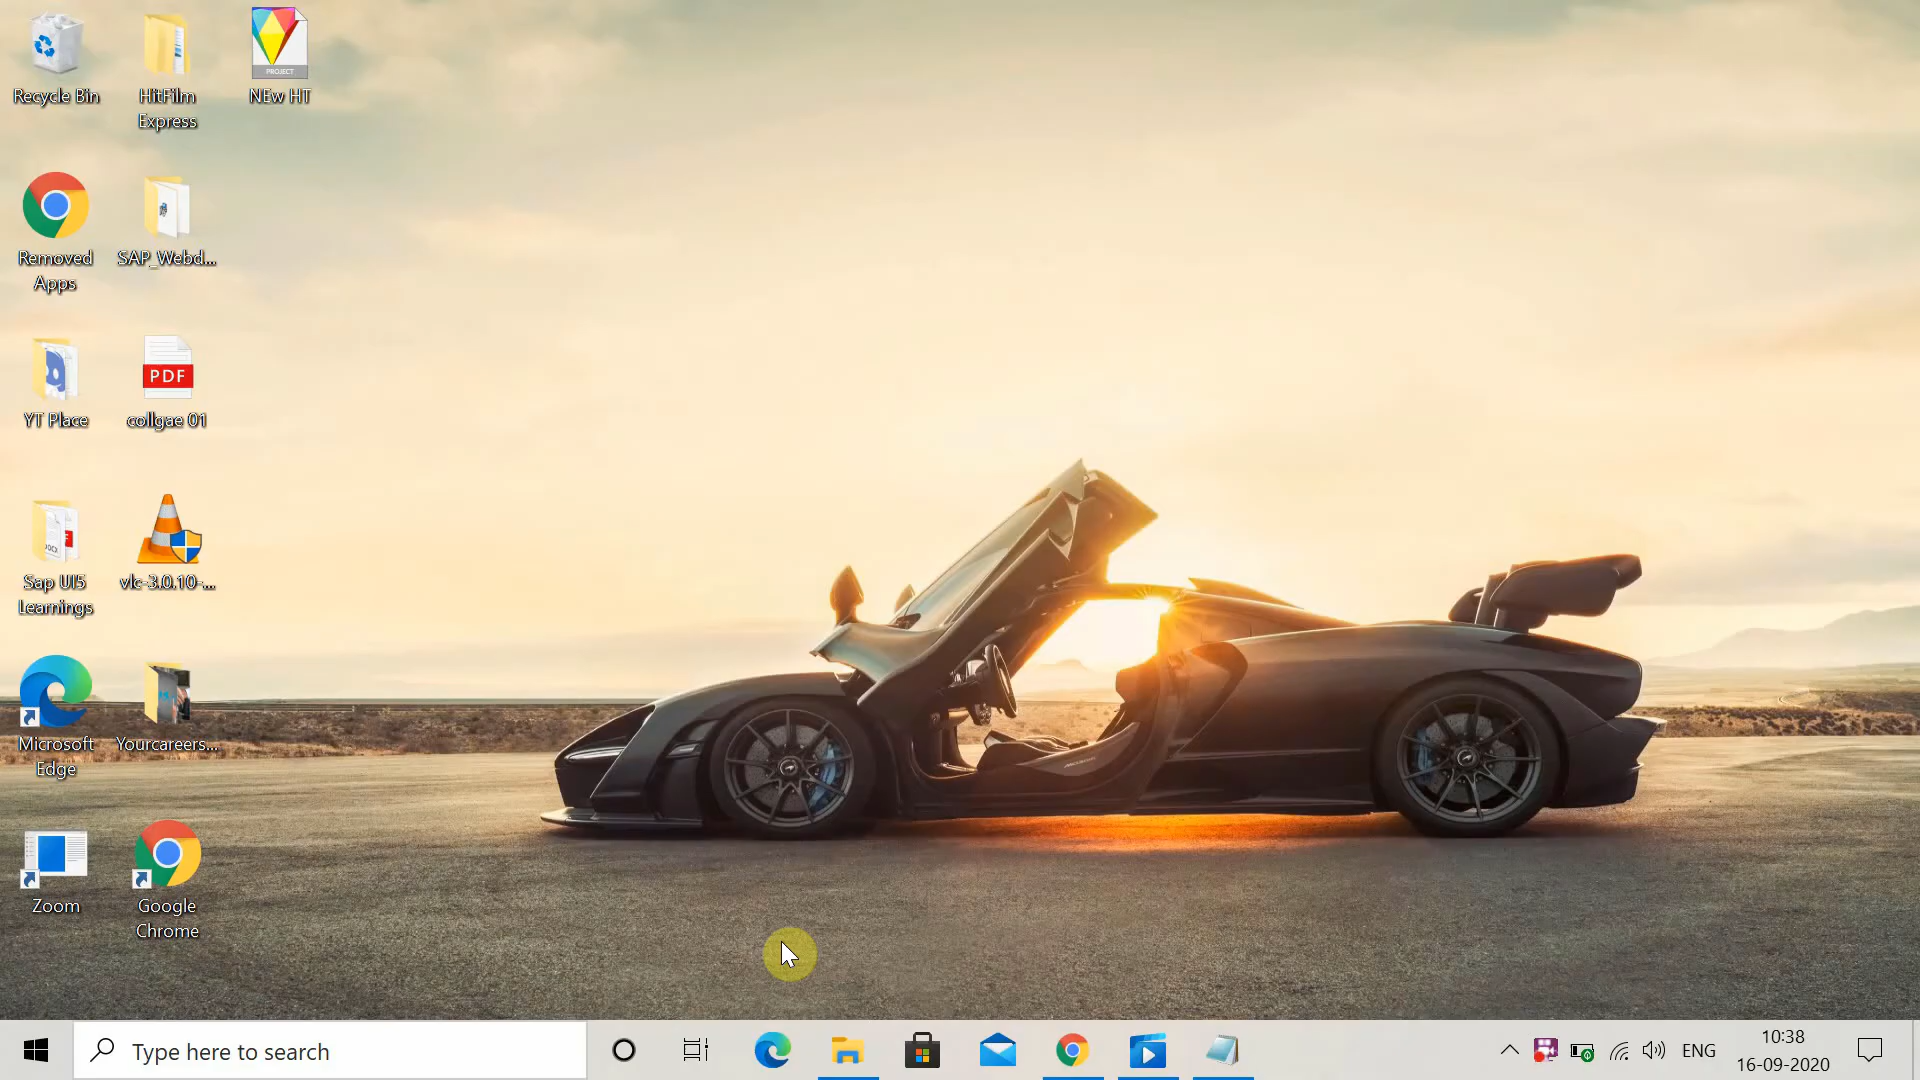 Recycle Bin
HitFilm
Express
PROJECT
NEw HT
Removed
Apps
SAP_Webd...
YT Place
PDF
collgae 01
DOCX
Sap UI5
Learnings
vlc-3.0.10-...
Microsoft
Edge
Yourcareers...
Zoom
Google
Chrome
Type here to search
ENG
10:38
16-09-2020